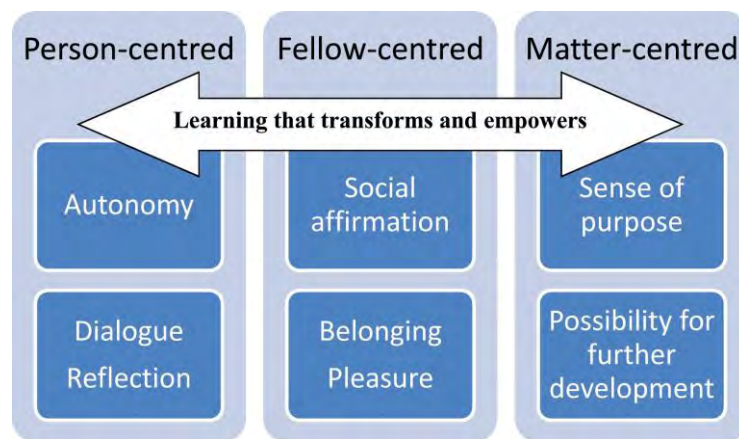 Person-centred
Fellow-centred
Matter-centred
Learning that transforms and empowers
Autonomy
Social
affirmation
Sense of
purpose
Dialogue
Reflection
Belonging
Pleasure
Possibility for
further
development